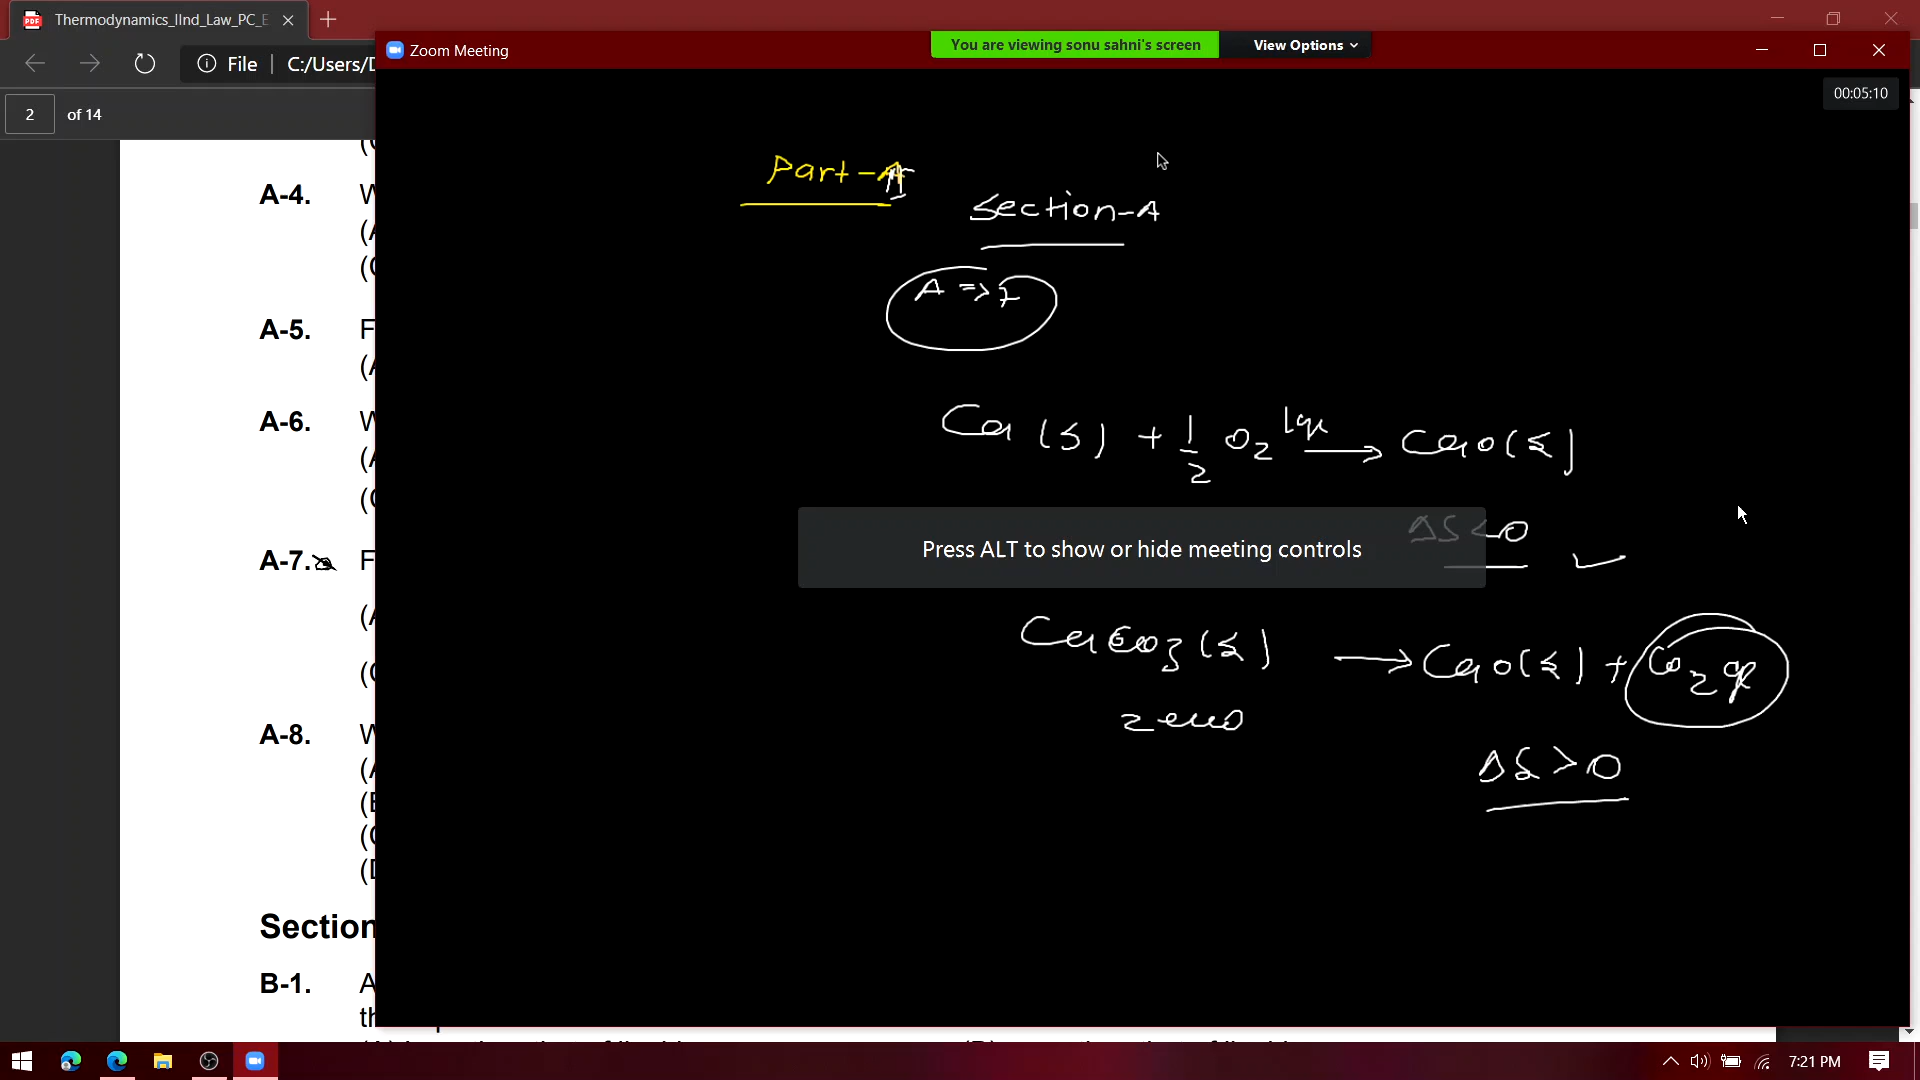 Thermodynamics_IInd_Law_PC_E
Zoom Meeting
You are viewing sonu sahni's screen
View Options
File
C:/Users/D
00:05:10
2 of 14
Part-A
Section-A
A => 7
Ca(s) + 1/2 O2 → CaO(s)
ΔS < 0
Press ALT to show or hide meeting controls
CaCO3(s) → CaO(s) + CO2 g
zero
ΔS > 0
A-4. W
(A
(C
A-5. F
(A
A-6. W
(A
(C
A-7. F
(A
(C
A-8. W
(A
(B
(C
(D
Section
B-1. A
th
7:21 PM